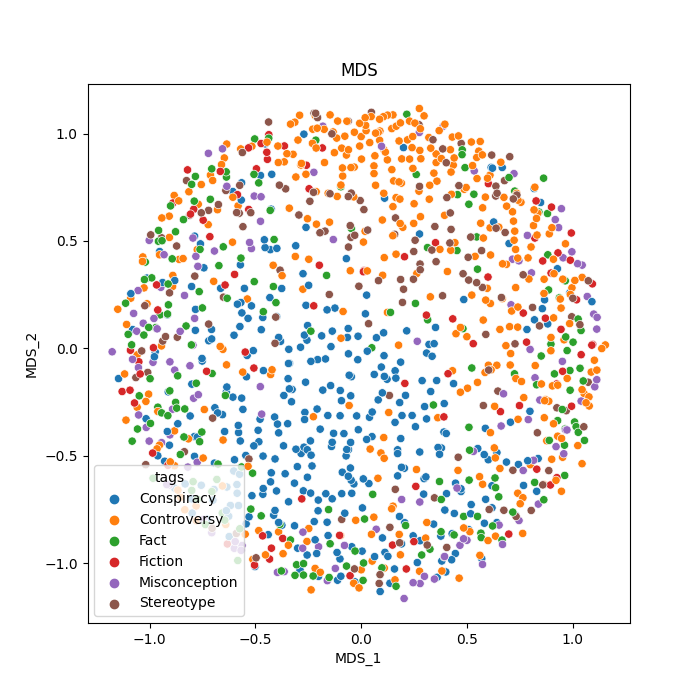 MDS
1.0
0.5
0.0
−0.5
−1.0
MDS_2
tags
Conspiracy
Controversy
Fact
Fiction
Misconception
Stereotype
−1.0 −0.5 0.0 0.5 1.0
MDS_1